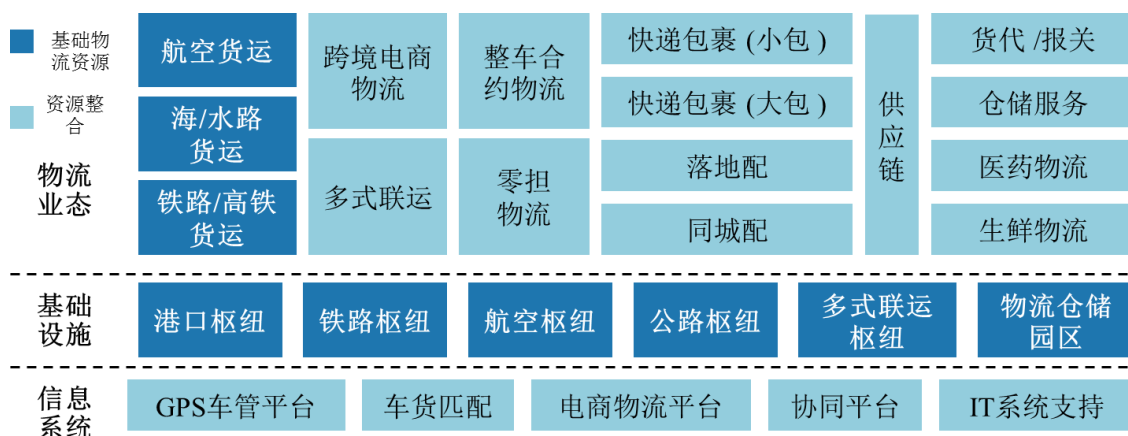 基础物
流资源
资源整
合
物流
业态
航空货运
海/水路
货运
铁路/高铁
货运
跨境电商
物流
多式联运
整车合
约物流
零担
物流
快递包裹 (小包 )
快递包裹 (大包 )
落地配
同城配
供
应
链
货代 /报关
仓储服务
医药物流
生鲜物流
基础
设施
港口枢纽
铁路枢纽
航空枢纽
公路枢纽
多式联运
枢纽
物流仓储
园区
信息
系统
GPS车管平台
车货匹配
电商物流平台
协同平台
IT系统支持